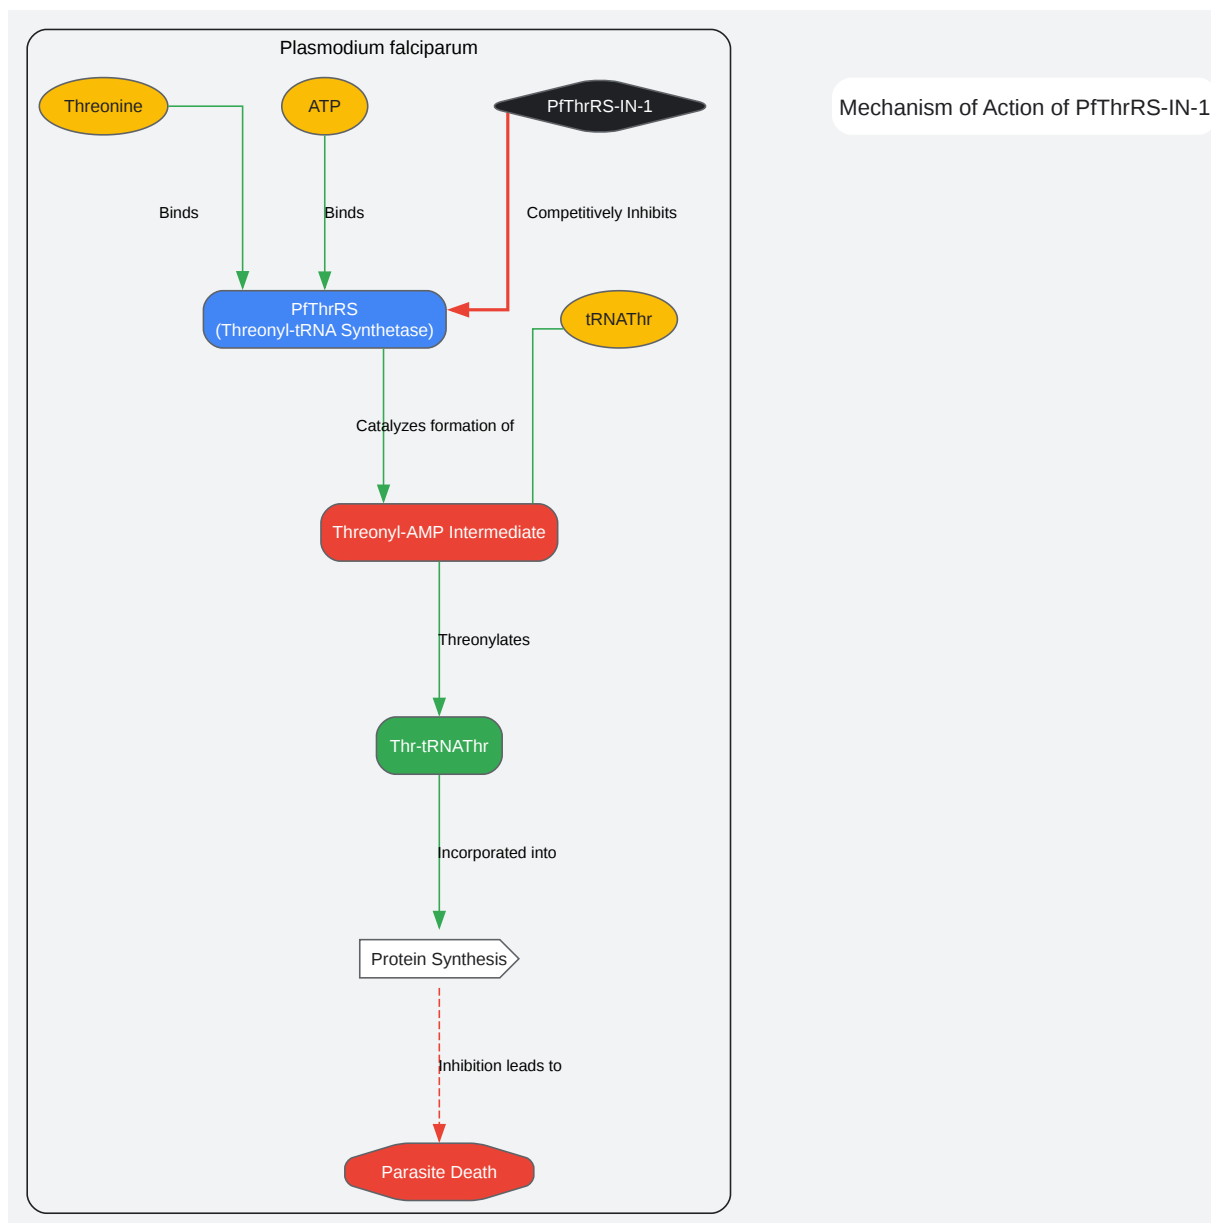 Plasmodium falciparum
Threonine
ATP
PfThrRS-IN-1
Mechanism of Action of PfThrRS-IN-1
Binds
Binds
Competitively Inhibits
PfThrRS
(Threonyl-tRNA Synthetase)
tRNAThr
Catalyzes formation of
Threonyl-AMP Intermediate
Threonylates
Thr-tRNAThr
Incorporated into
Protein Synthesis
Inhibition leads to
Parasite Death